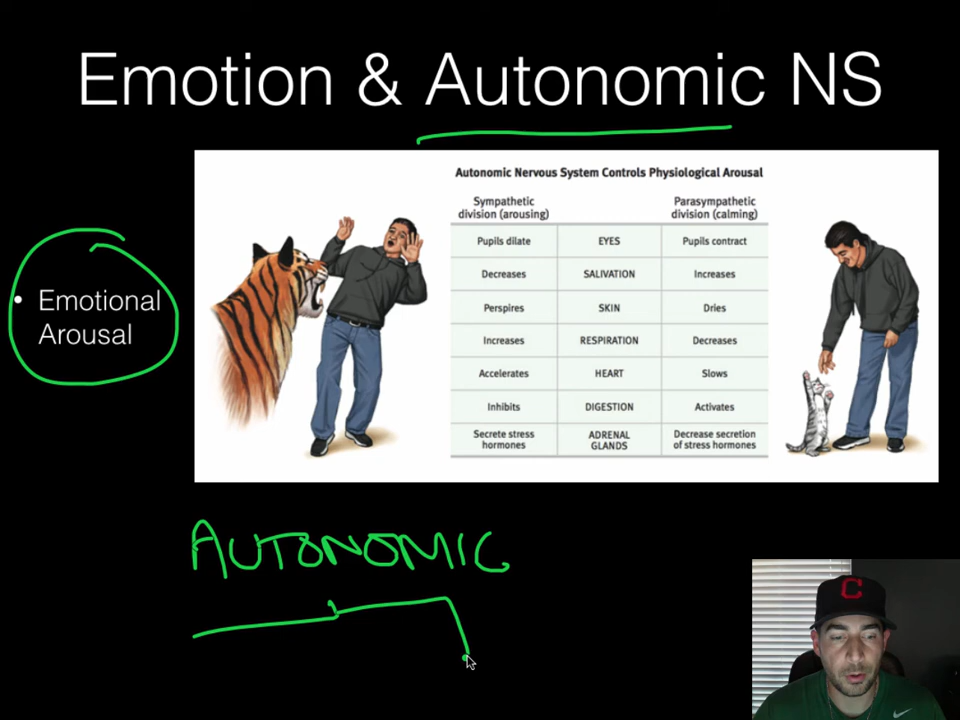 Emotion & Autonomic NS
Autonomic Nervous System Controls Physiological Arousal
Sympathetic division (arousing)
Parasympathetic division (calming)
Pupils dilate EYES Pupils contract
Decreases SALIVATION Increases
Perspires SKIN Dries
Increases RESPIRATION Decreases
Accelerates HEART Slows
Inhibits DIGESTION Activates
Secrete stress hormones ADRENAL GLANDS Decrease secretion of stress hormones
• Emotional
Arousal
AUTONOMIC
C